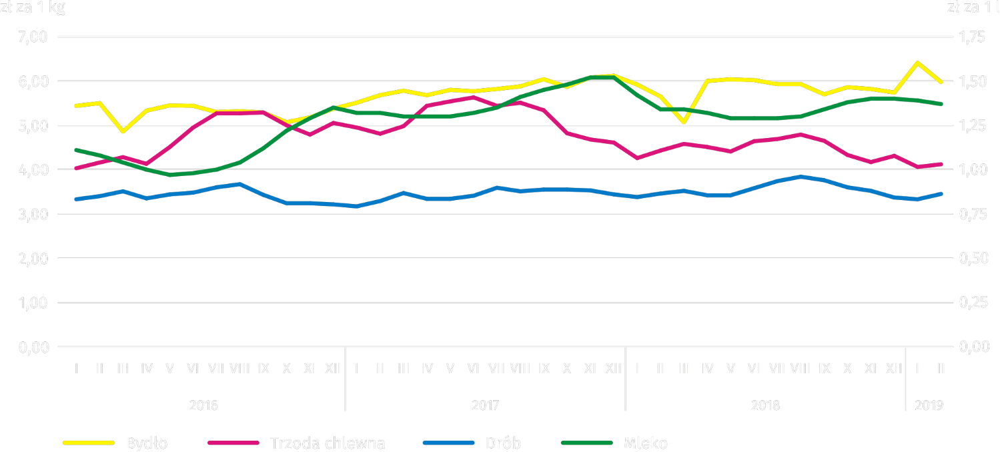 zł za 1 kg zł za 1 l
7,00 1,75
6,00 1,50
5,00 1,25
4,00 1,00
3,00 0,75
2,00 0,50
1,00 0,25
0,00 0,00
I II III IV V VI VII VIII IX X XI XII I II III IV V VI VII VIII IX X XI XII I II III IV V VI VII VIII IX X XI XII I II
2016 2017 2018 2019
Bydło Trzoda chlewna Drób Mleko